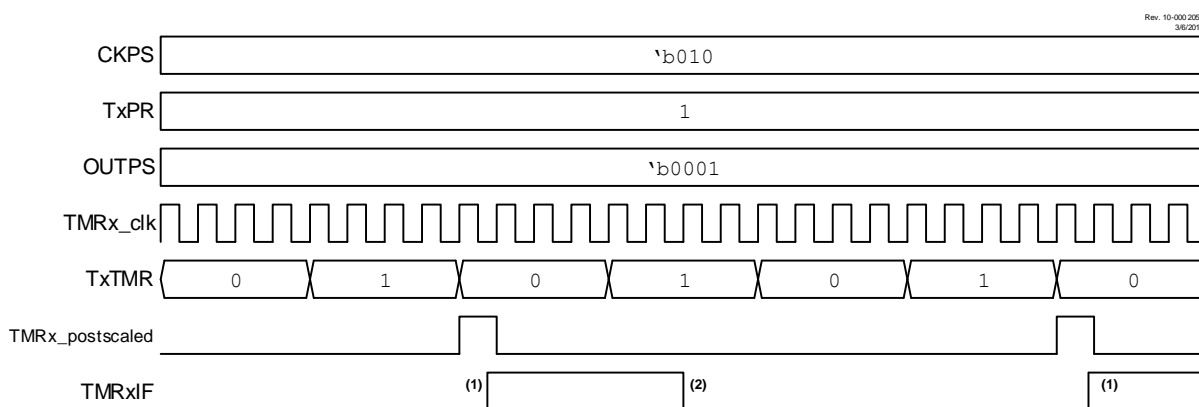 Rev. 10-000 205
3/6/201
CKPS
‘b010
TxPR
1
OUTPS
‘b0001
TMRx_clk
TxTMR
0 1 0 1 0 1 0
TMRx_postscaled
TMRxIF
(1) (2) (1)